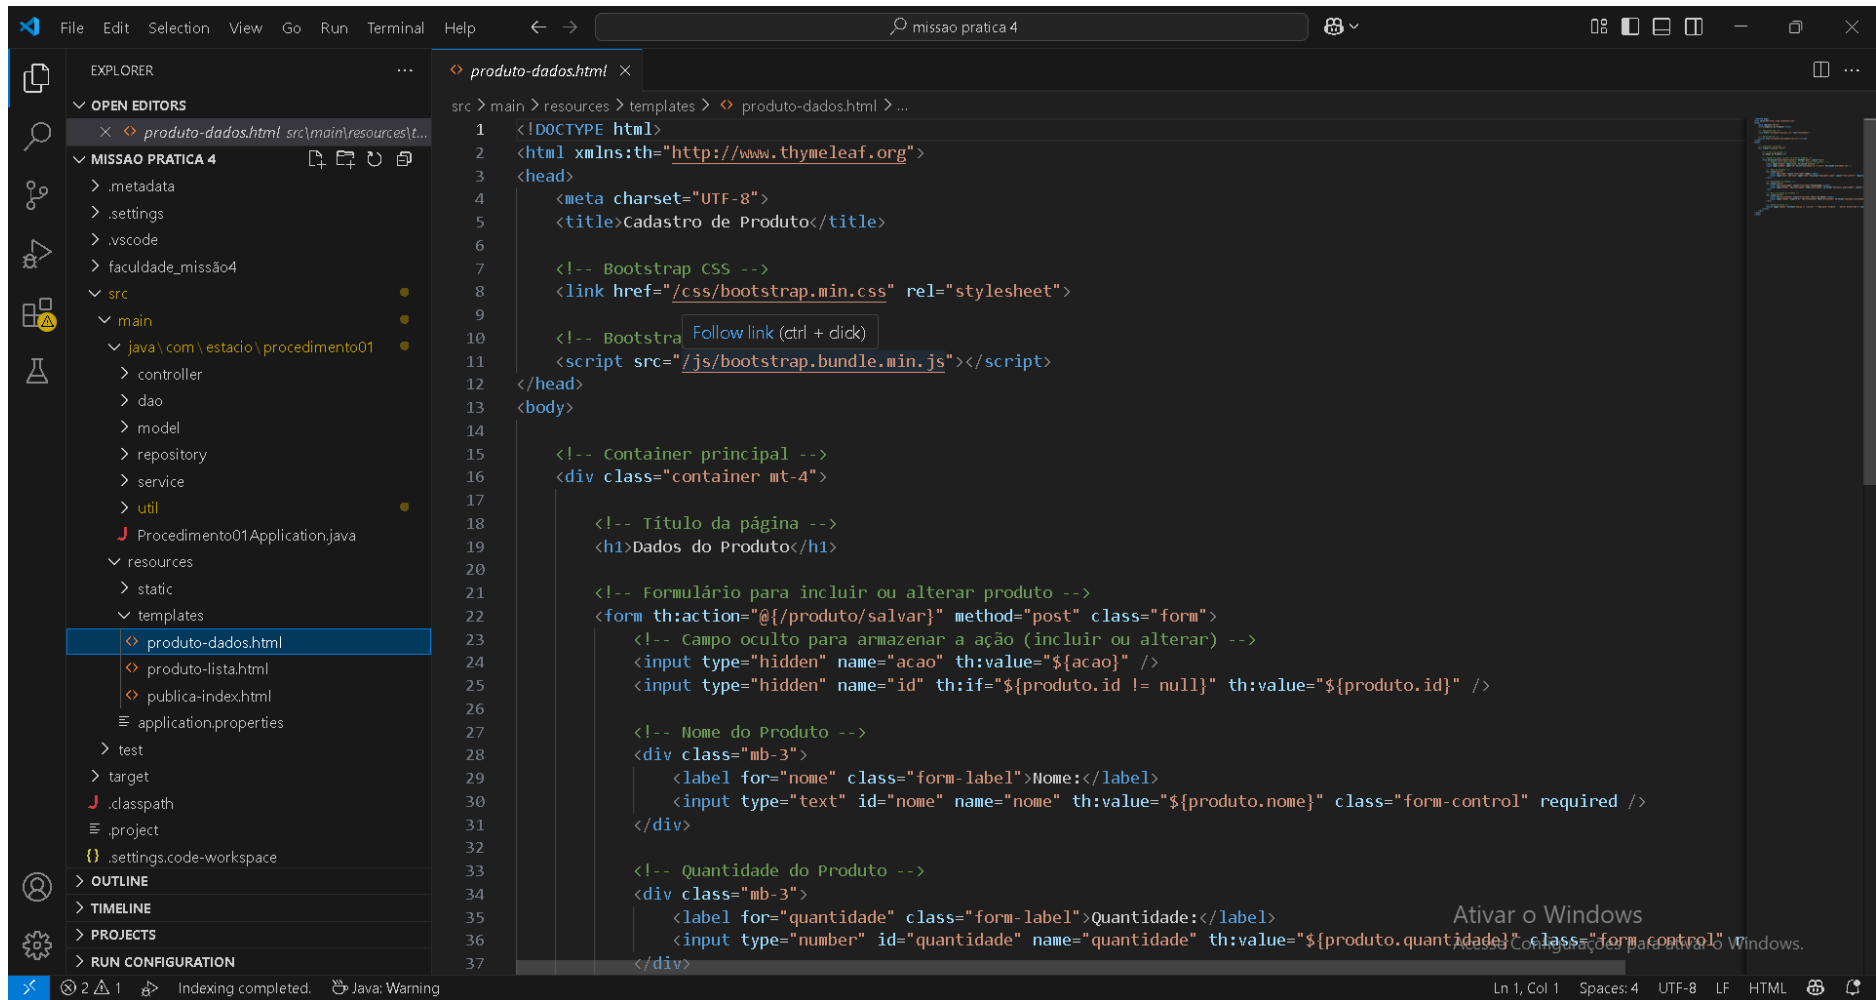 File Edit Selection View Go Run Terminal Help
missao pratica 4
EXPLORER
OPEN EDITORS
produto-dados.html src\main\resources\t...
MISSAO PRATICA 4
.metadata
.settings
.vscode
faculdade_missão4
src
main
java\com\estacio\procedimento01
controller
dao
model
repository
service
util
Procedimento01Application.java
resources
static
templates
produto-dados.html
produto-lista.html
publica-index.html
application.properties
test
target
.classpath
.project
.settings.code-workspace
OUTLINE
TIMELINE
PROJECTS
RUN CONFIGURATION
produto-dados.html
src > main > resources > templates > produto-dados.html > ...
1 <!DOCTYPE html>
2 <html xmlns:th="http://www.thymeleaf.org">
3 <head>
4 <meta charset="UTF-8">
5 <title>Cadastro de Produto</title>
6
7 <!-- Bootstrap CSS -->
8 <link href="/css/bootstrap.min.css" rel="stylesheet">
9
Follow link (ctrl + click)
10 <!-- Bootstra
11 <script src="/js/bootstrap.bundle.min.js"></script>
12 </head>
13 <body>
14
15 <!-- Container principal -->
16 <div class="container mt-4">
17
18 <!-- Título da página -->
19 <h1>Dados do Produto</h1>
20
21 <!-- Formulário para incluir ou alterar produto -->
22 <form th:action="@{/produto/salvar}" method="post" class="form">
23 <!-- Campo oculto para armazenar a ação (incluir ou alterar) -->
24 <input type="hidden" name="acao" th:value="${acao}" />
25 <input type="hidden" name="id" th:if="${produto.id != null}" th:value="${produto.id}" />
26
27 <!-- Nome do Produto -->
28 <div class="mb-3">
29 <label for="nome" class="form-label">Nome:</label>
30 <input type="text" id="nome" name="nome" th:value="${produto.nome}" class="form-control" required />
31 </div>
32
33 <!-- Quantidade do Produto -->
34 <div class="mb-3">
35 <label for="quantidade" class="form-label">Quantidade:</label>
36 <input type="number" id="quantidade" name="quantidade" th:value="${produto.quantidade}" class="form-control" r
37 </div>
Ativar o Windows
Acesse Configurações para ativar o Windows.
2 1 Indexing completed. Java: Warning
Ln 1, Col 1 Spaces: 4 UTF-8 LF HTML